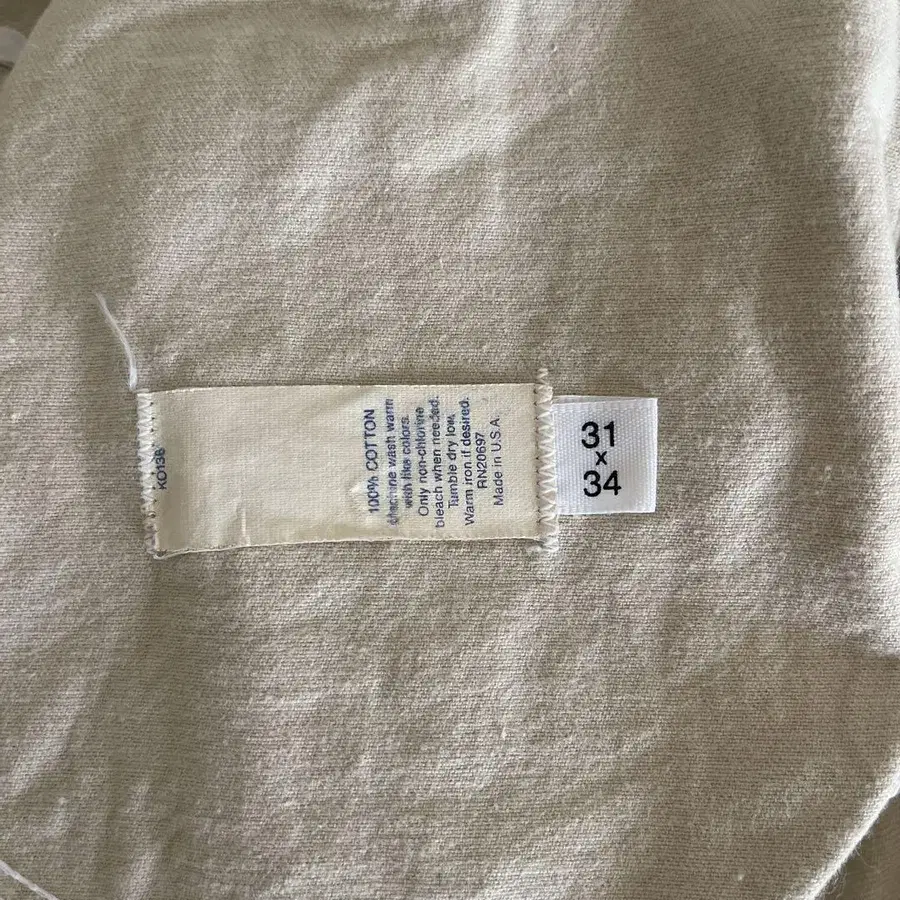 100% COTTON
Machine wash warm
with like colors.
Only non-chlorine
bleach when needed.
Tumble dry low.
Warm iron if desired.
RN20697
Made in U.S.A.
31
x
34